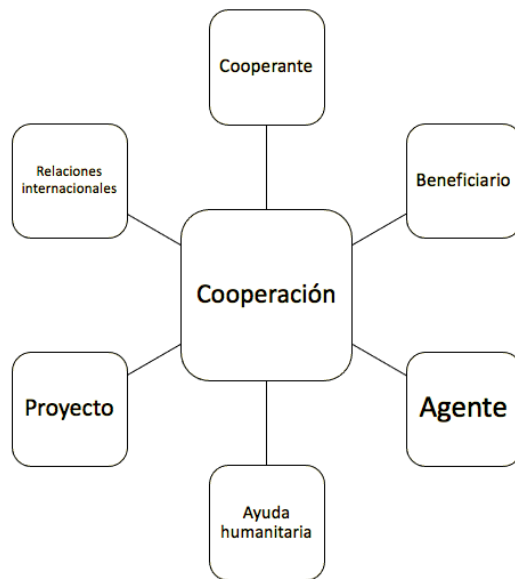 Cooperante
Relaciones
internacionales
Beneficiario
Cooperación
Proyecto
Agente
Ayuda
humanitaria